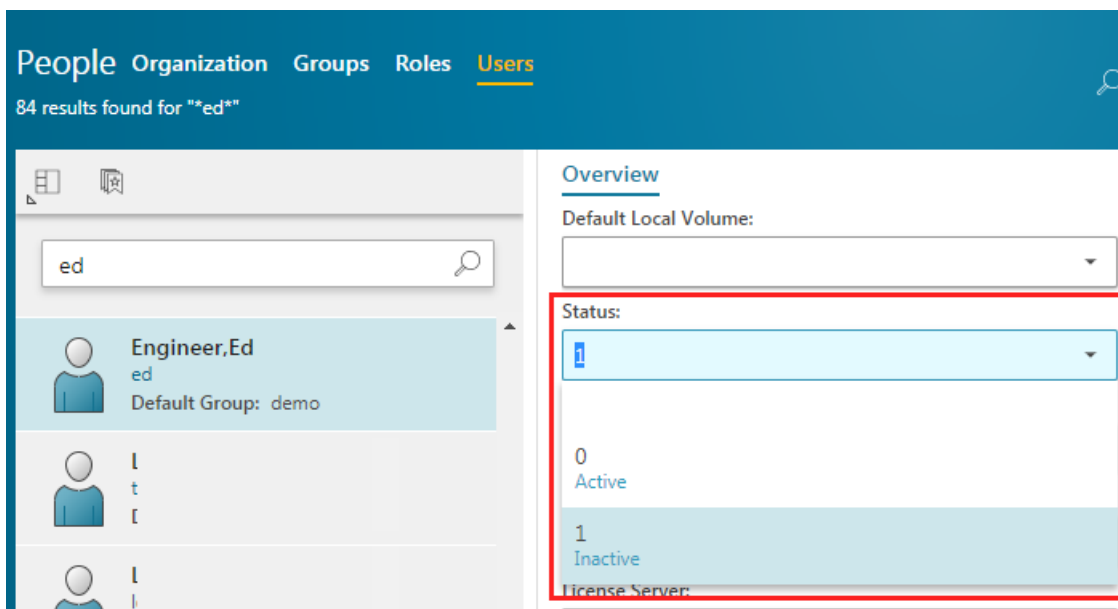 People Organization Groups Roles Users
84 results found for "*ed*"
ed
Engineer,Ed
ed
Default Group: demo
t
Overview
Default Local Volume:
Status:
1
0
Active
1
Inactive
License Server: